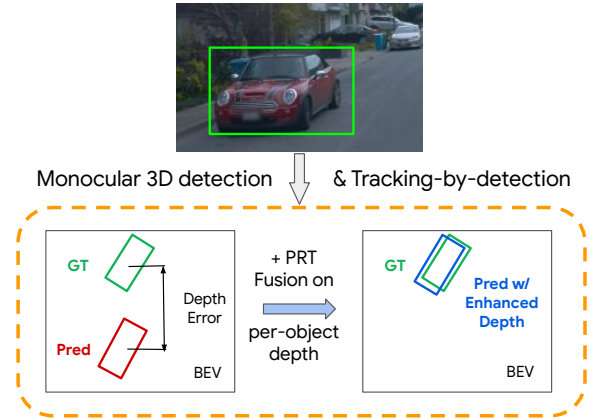 Monocular 3D detection & Tracking-by-detection
GT
Depth
Error
Pred
BEV
+ PRT
Fusion on
per-object
depth
GT
Pred w/
Enhanced
Depth
BEV